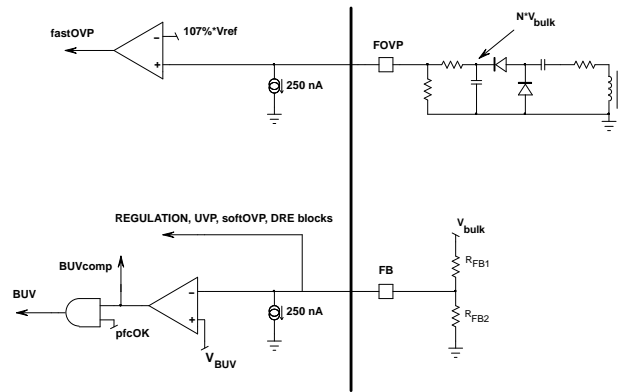 fastOVP
107%*Vref
FOVP
N*Vbulk
250 nA
REGULATION, UVP, softOVP, DRE blocks
Vbulk
BUVcomp
FB
RFB1
BUV
250 nA
RFB2
pfcOK
VBUV